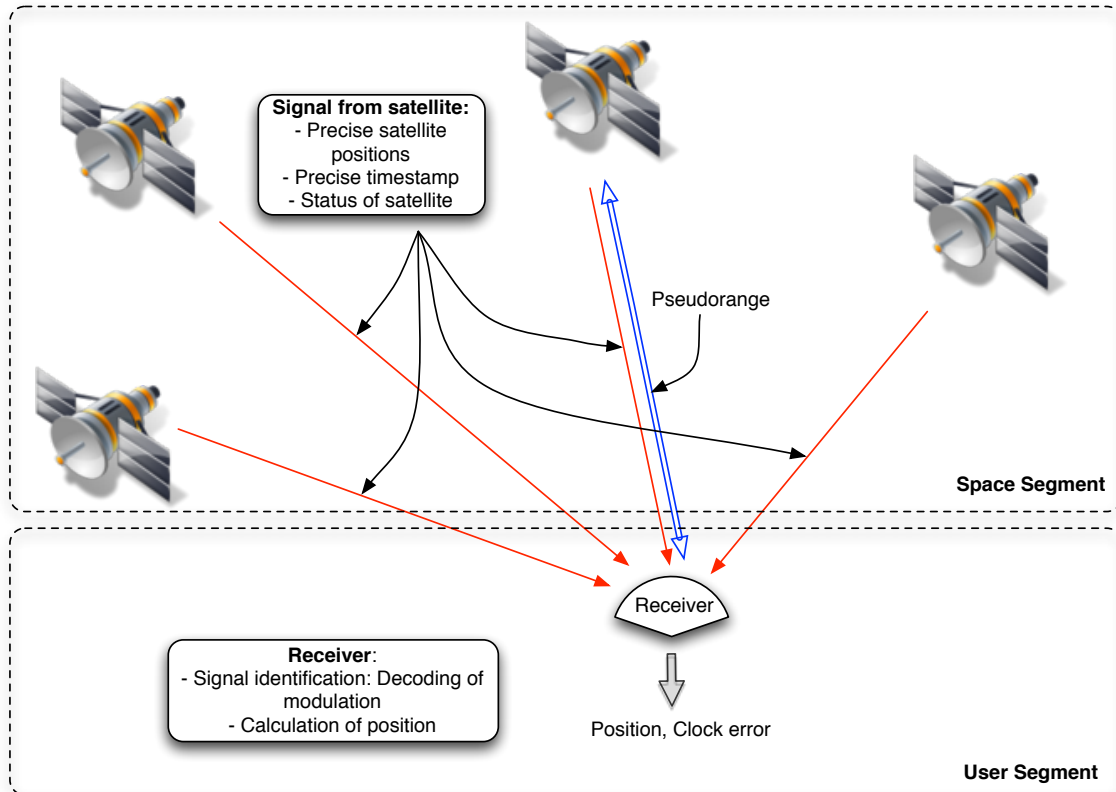 Signal from satellite:
- Precise satellite
positions
- Precise timestamp
- Status of satellite
Pseudorange
Space Segment
Receiver
Receiver:
- Signal identification: Decoding of
modulation
- Calculation of position
Position, Clock error
User Segment